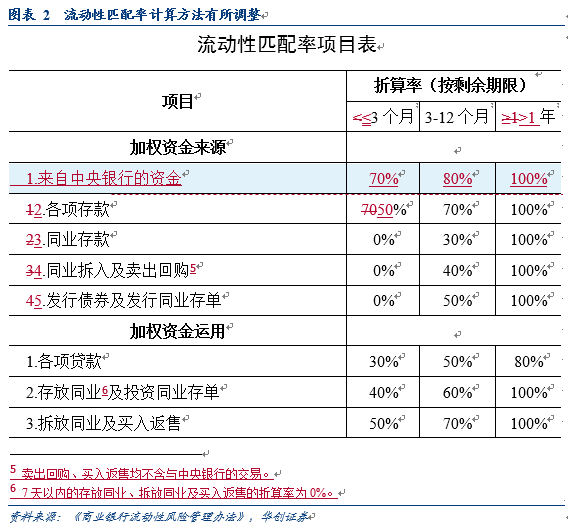 图表 2 流动性匹配率计算方法有所调整
流动性匹配率项目表
项目 折算率（按剩余期限）
<≤3个月 3-12个月 ≥1>1年
加权资金来源
1.来自中央银行的资金 70% 80% 100%
12.各项存款 7050% 70% 100%
23.同业存款 0% 30% 100%
34.同业拆入及卖出回购5 0% 40% 100%
45.发行债券及发行同业存单 0% 50% 100%
加权资金运用
1.各项贷款 30% 50% 80%
2.存放同业6及投资同业存单 40% 60% 100%
3.拆放同业及买入返售 50% 70% 100%
5 卖出回购、买入返售均不含与中央银行的交易。
6 7天以内的存放同业、拆放同业及买入返售的折算率为0%。
资料来源：《商业银行流动性风险管理办法》，华创证券